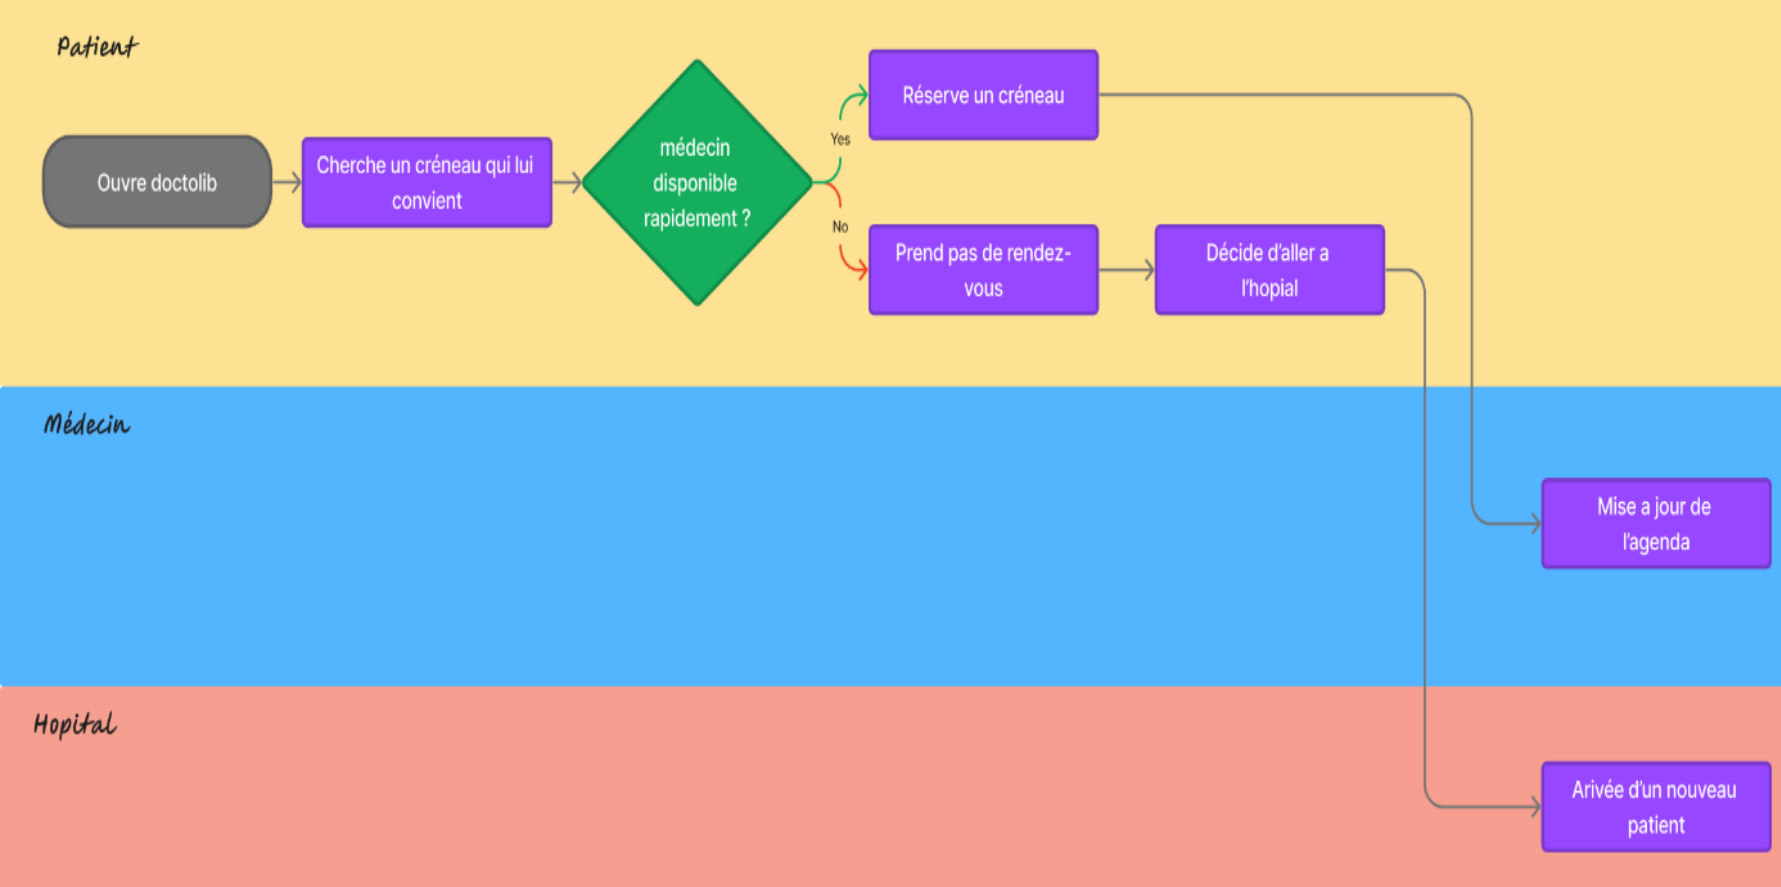 Patient
Ouvre doctolib
Cherche un créneau qui lui
convient
médecin
disponible
rapidement ?
Yes
Réserve un créneau
No
Prend pas de rendez-
vous
Décide d'aller a
l'hopial
Médecin
Mise a jour de
l'agenda
Hopital
Arivée d'un nouveau
patient